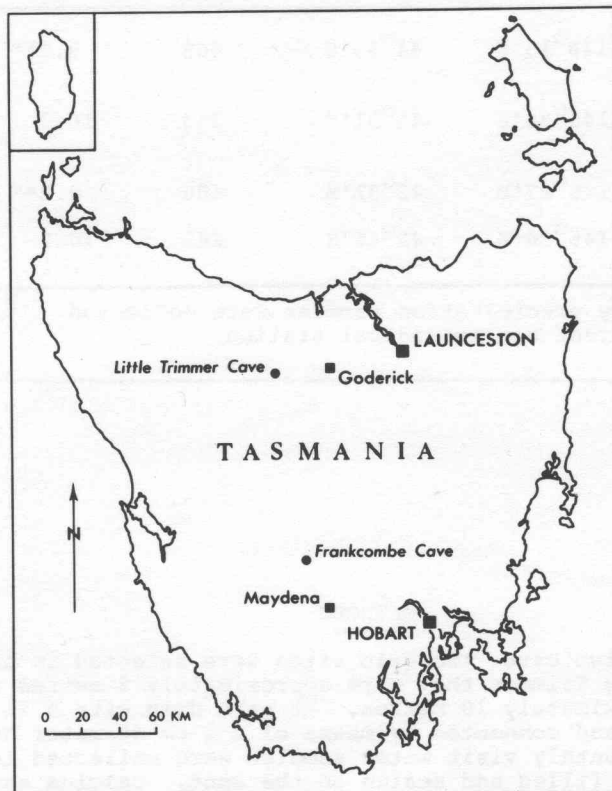 LAUNCESTON
Little Trimmer Cave
Goderick
TASMANIA
N
Frankcombe Cave
Maydena
HOBART
0 20 40 60 KM